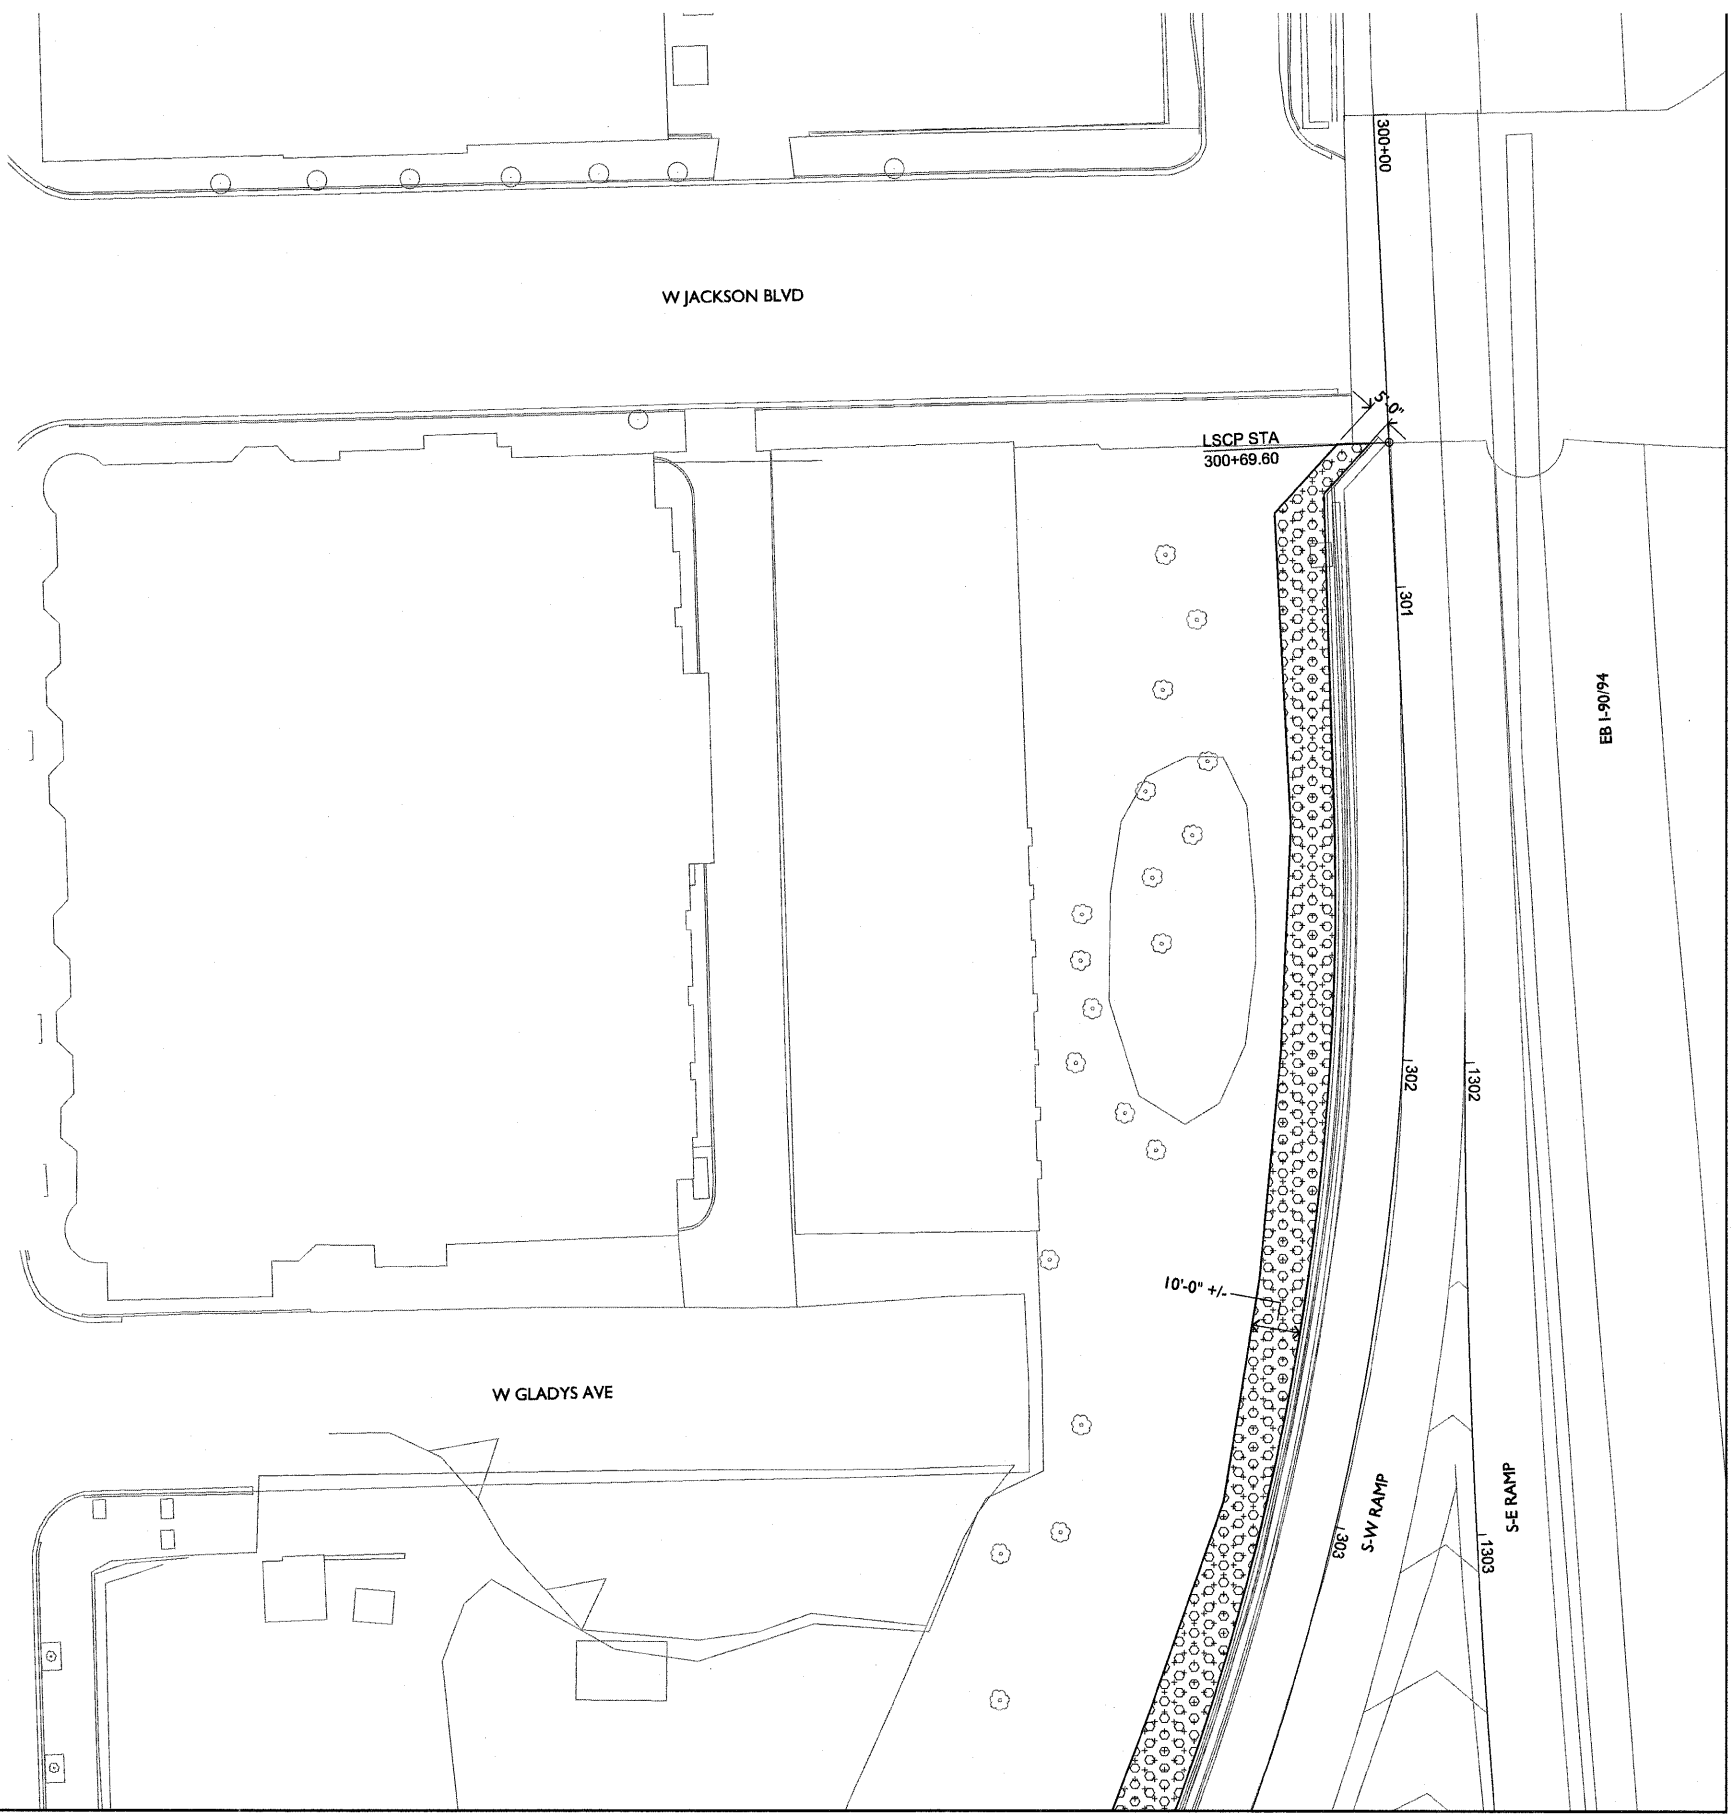 300+00
W JACKSON BLVD
5'-0"
LSCP STA
300+69.60
301
EB I-90/94
302
1302
10'-0" +/-
W GLADYS AVE
S-W RAMP
S-E RAMP
303
1303